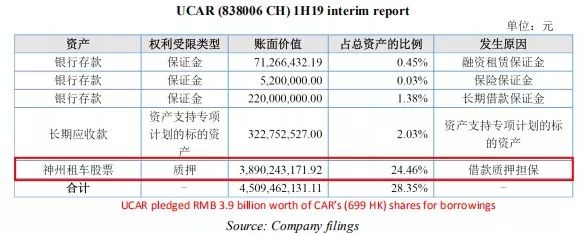 UCAR (838006 CH) 1H19 interim report
单位：元
资产 权利受限类型 账面价值 占总资产的比例 发生原因
银行存款 保证金 71,266,432.19 0.45% 融资租赁保证金
银行存款 保证金 5,200,000.00 0.03% 保险保证金
银行存款 保证金 220,000,000.00 1.38% 长期借款保证金
长期应收款 资产支持专项计划的标的资产 322,752,527.00 2.03% 资产支持专项计划的标的资产
神州租车股票 质押 3,890,243,171.92 24.46% 借款质押担保
合计 - 4,509,462,131.11 28.35% -
UCAR pledged RMB 3.9 billion worth of CAR's (699 HK) shares for borrowings
Source: Company filings